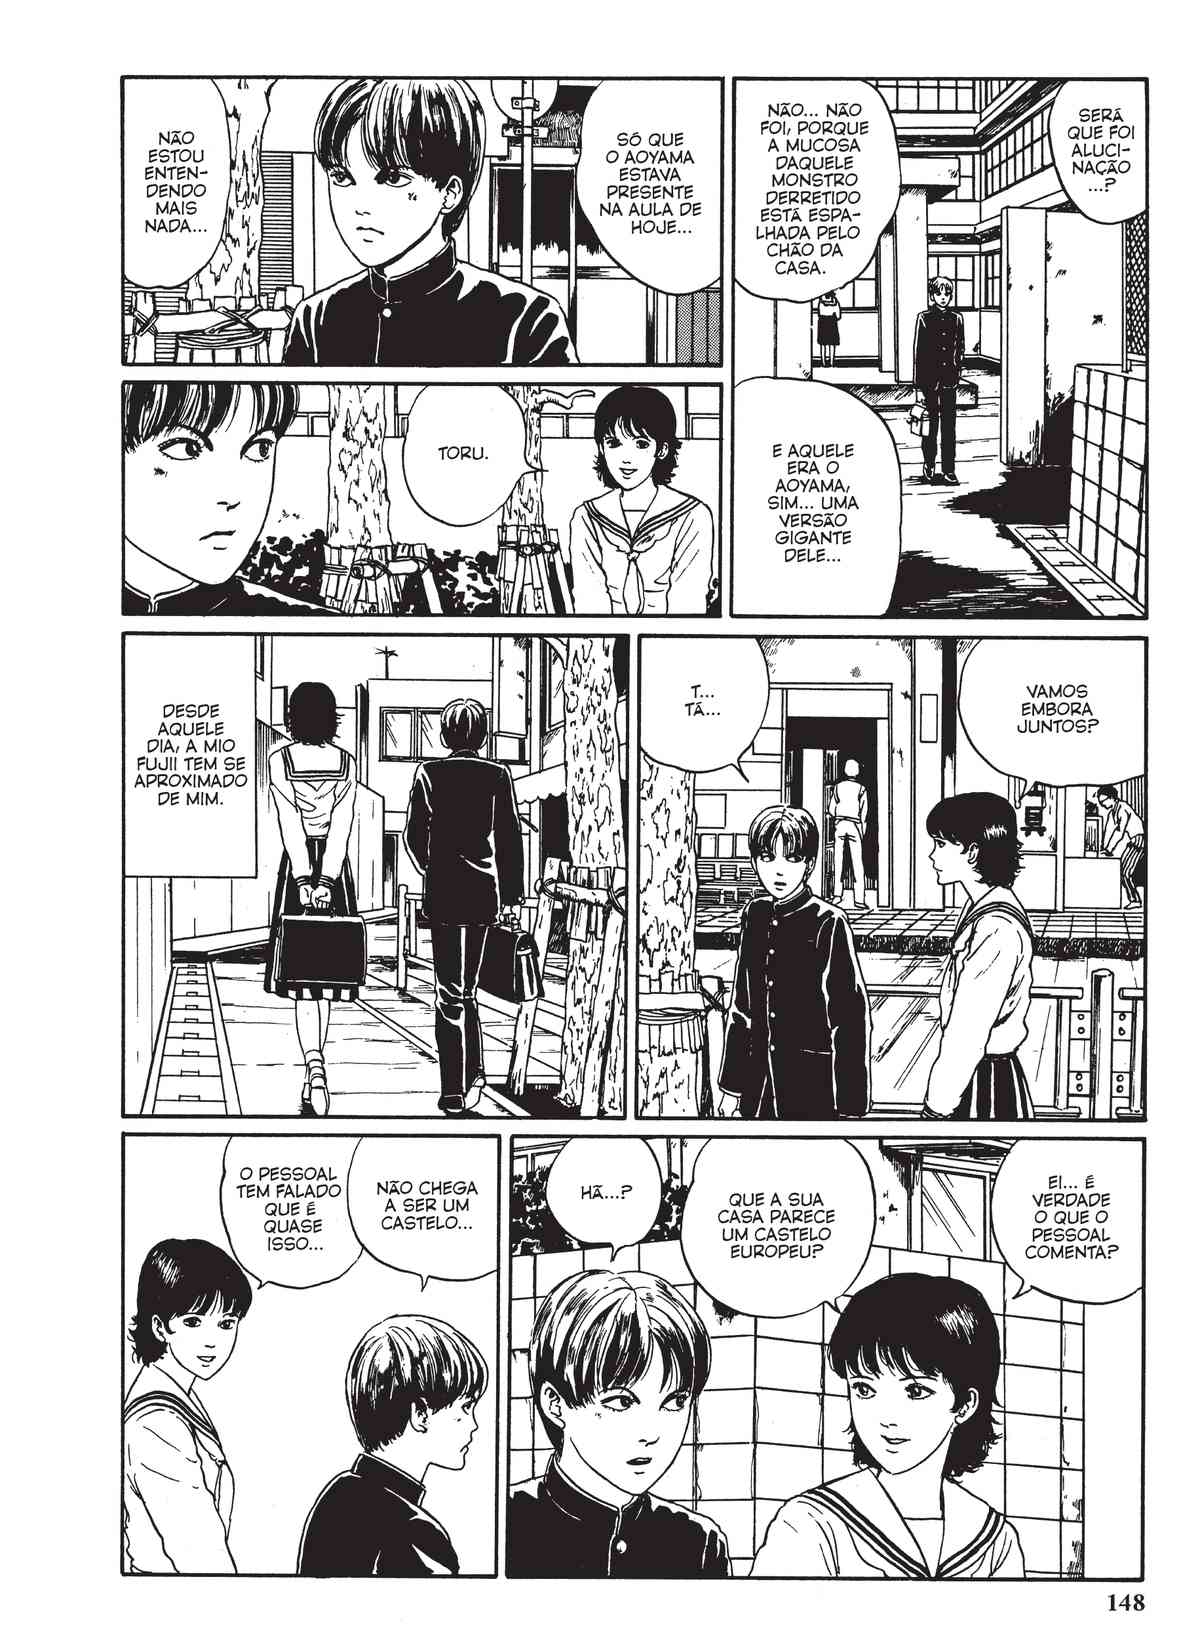 SERÁ
QUE FOI
ALUCI-
NAÇÃO
...?
NÃO... NÃO
FOI, PORQUE
A MUCOSA
DAQUELE
MONSTRO
DERRETIDO
ESTÁ ESPA-
LHADA PELO
CHÃO DA
CASA.
E AQUELE
ERA O
AOYAMA,
SIM... UMA
VERSÃO
GIGANTE
DELE...
SÓ QUE
O AOYAMA
ESTAVA
PRESENTE
NA AULA DE
HOJE...
NÃO
ESTOU
ENTEN-
DENDO
MAIS
NADA...
TORU.
VAMOS
EMBORA
JUNTOS?
T...
TÁ...
DESDE
AQUELE
DIA, A MIO
FUJII TEM SE
APROXIMADO
DE MIM.
EI... É
VERDADE
O QUE O
PESSOAL
COMENTA?
QUE A SUA
CASA PARECE
UM CASTELO
EUROPEU?
HÃ...?
NÃO CHEGA
A SER UM
CASTELO...
O PESSOAL
TEM FALADO
QUE É
QUASE
ISSO...
148